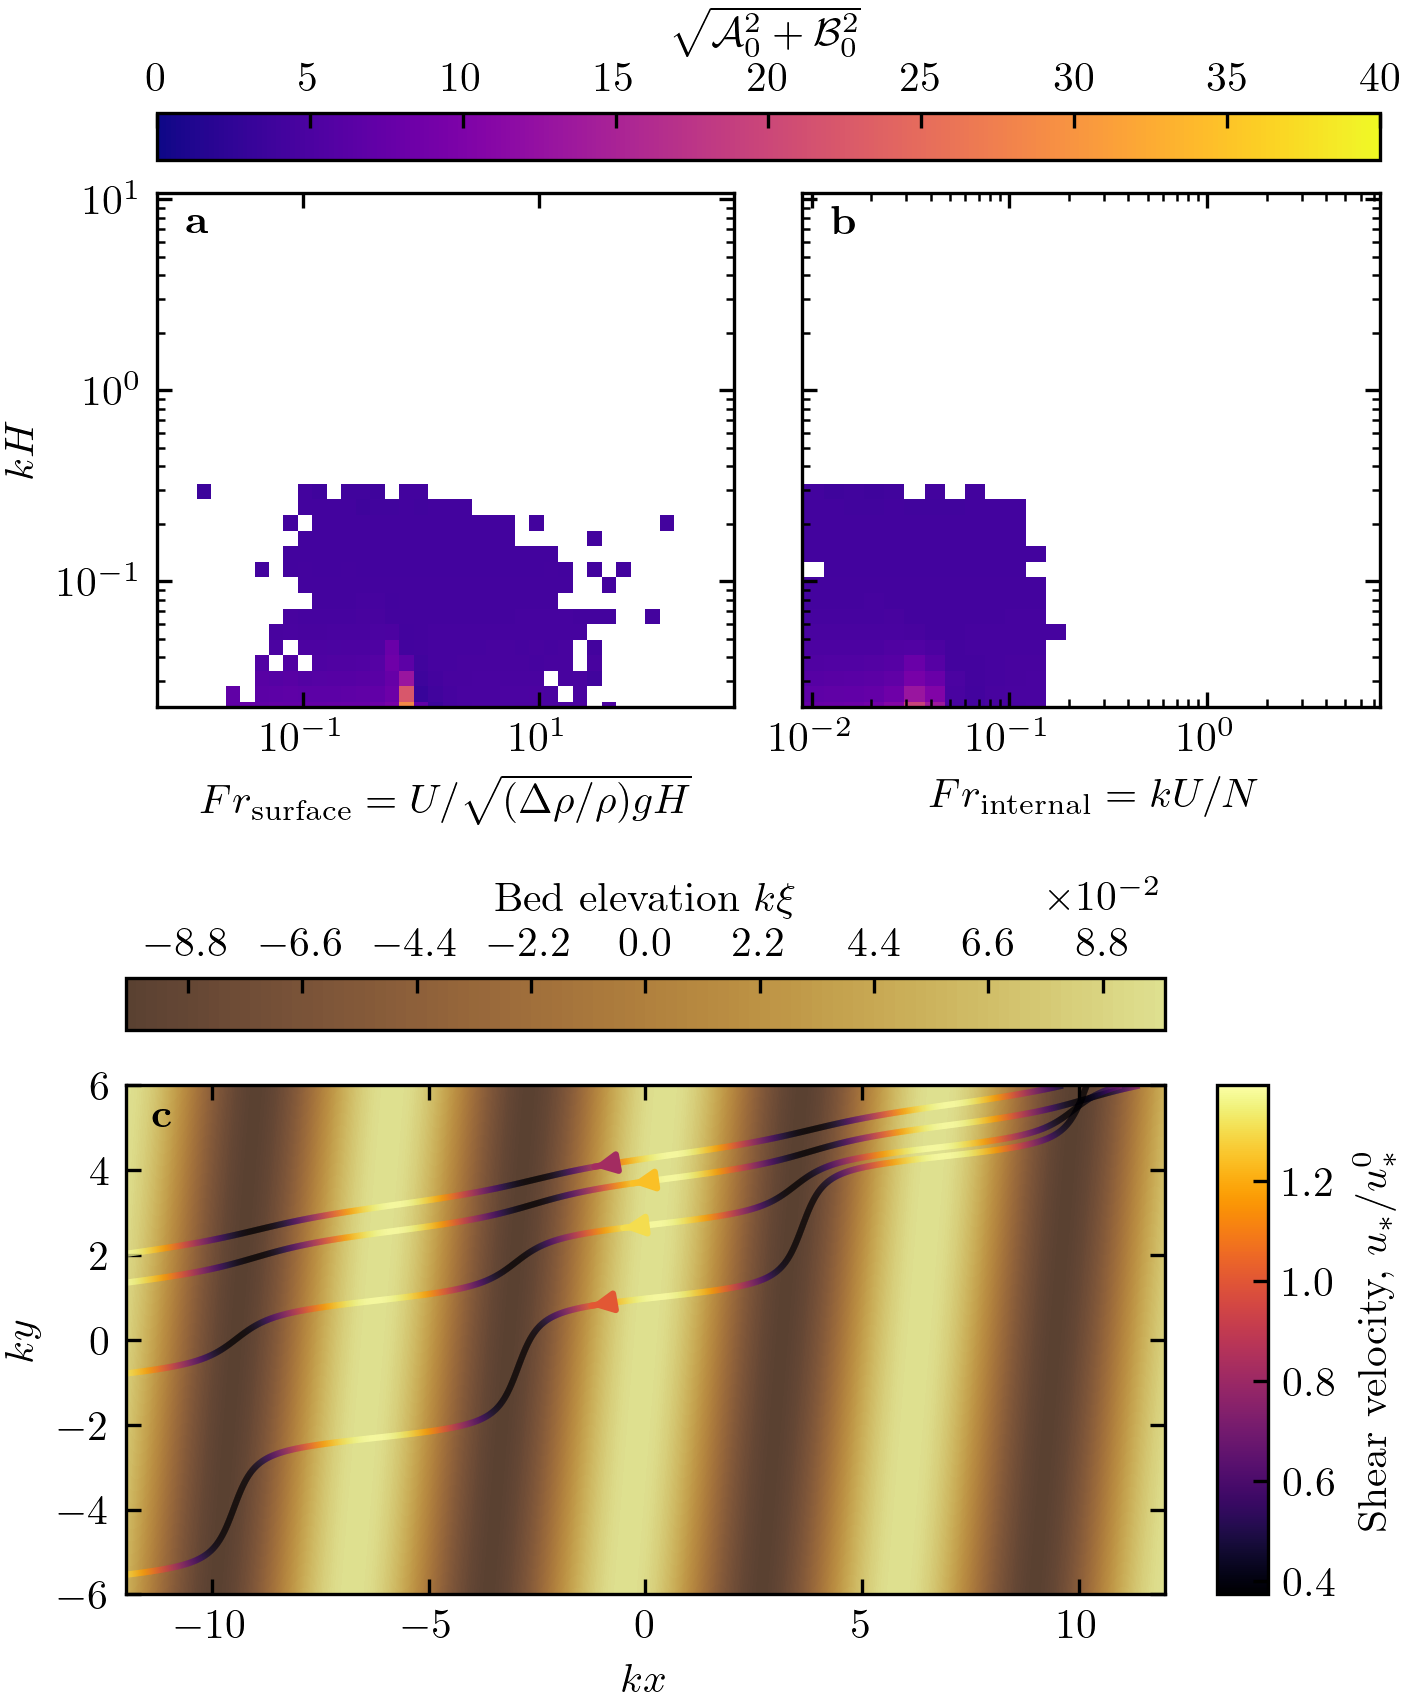 √(𝒜₀² + ℬ₀²)
0 5 10 15 20 25 30 35 40
a
b
10¹
10⁰
10⁻¹
kH
10⁻¹ 10¹
10⁻² 10⁻¹ 10⁰
Fr_surface = U/√((Δρ/ρ)gH)
Fr_internal = kU/N
Bed elevation kξ
×10⁻²
−8.8 −6.6 −4.4 −2.2 0.0 2.2 4.4 6.6 8.8
c
6
4
2
0
−2
−4
−6
ky
−10 −5 0 5 10
kx
1.2
1.0
0.8
0.6
0.4
Shear velocity, u�*/u�*⁰